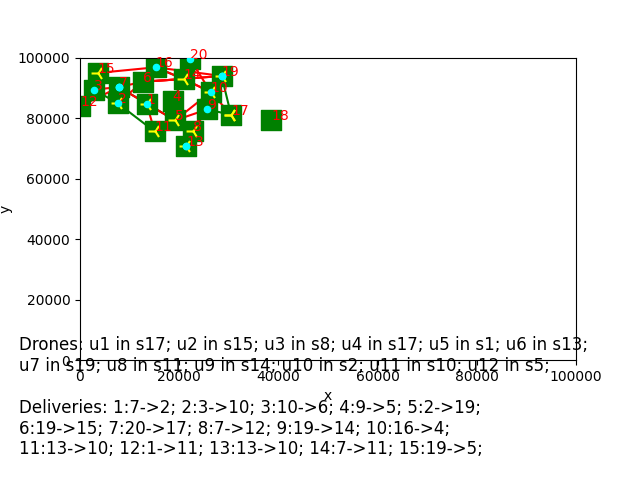 100000
80000
60000
40000
20000
0
y
20
16
19
17
18
0 20000 40000 60000 80000 100000
x
Drones: u1 in s17; u2 in s15; u3 in s8; u4 in s17; u5 in s1; u6 in s13;
u7 in s19; u8 in s11; u9 in s14; u10 in s2; u11 in s10; u12 in s5;
Deliveries: 1:7->2; 2:3->10; 3:10->6; 4:9->5; 5:2->19;
6:19->15; 7:20->17; 8:7->12; 9:19->14; 10:16->4;
11:13->10; 12:1->11; 13:13->10; 14:7->11; 15:19->5;